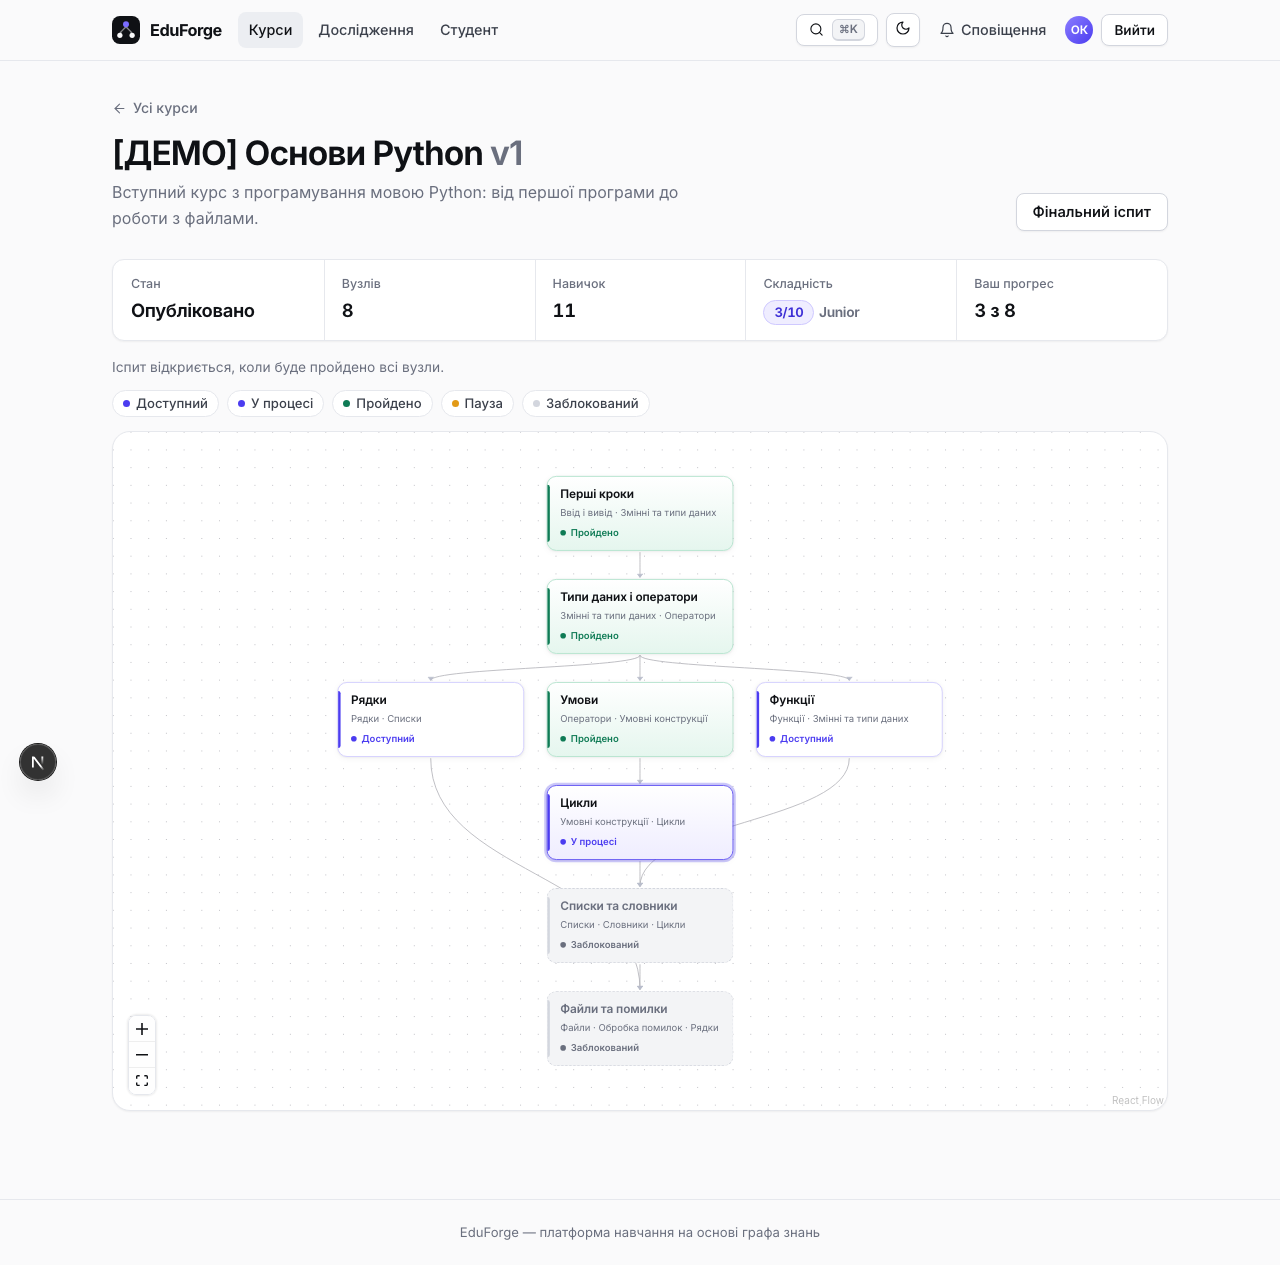 EduForge
Курси
Дослідження
Студент
⌘K
Сповіщення
ОК
Вийти
← Усі курси
[ДЕМО] Основи Python v1
Вступний курс з програмування мовою Python: від першої програми до
роботи з файлами.
Фінальний іспит
Стан
Опубліковано
Вузлів
8
Навичок
11
Складність
3/10 Junior
Ваш прогрес
3 з 8
Іспит відкриється, коли буде пройдено всі вузли.
Доступний
У процесі
Пройдено
Пауза
Заблокований
Перші кроки
Ввід і вивід · Змінні та типи даних
Пройдено
Типи даних і оператори
Змінні та типи даних · Оператори
Пройдено
Рядки
Рядки · Списки
Доступний
Умови
Оператори · Умовні конструкції
Пройдено
Функції
Функції · Змінні та типи даних
Доступний
Цикли
Умовні конструкції · Цикли
У процесі
Списки та словники
Списки · Словники · Цикли
Заблокований
Файли та помилки
Файли · Обробка помилок · Рядки
Заблокований
React Flow
N
EduForge — платформа навчання на основі графа знань